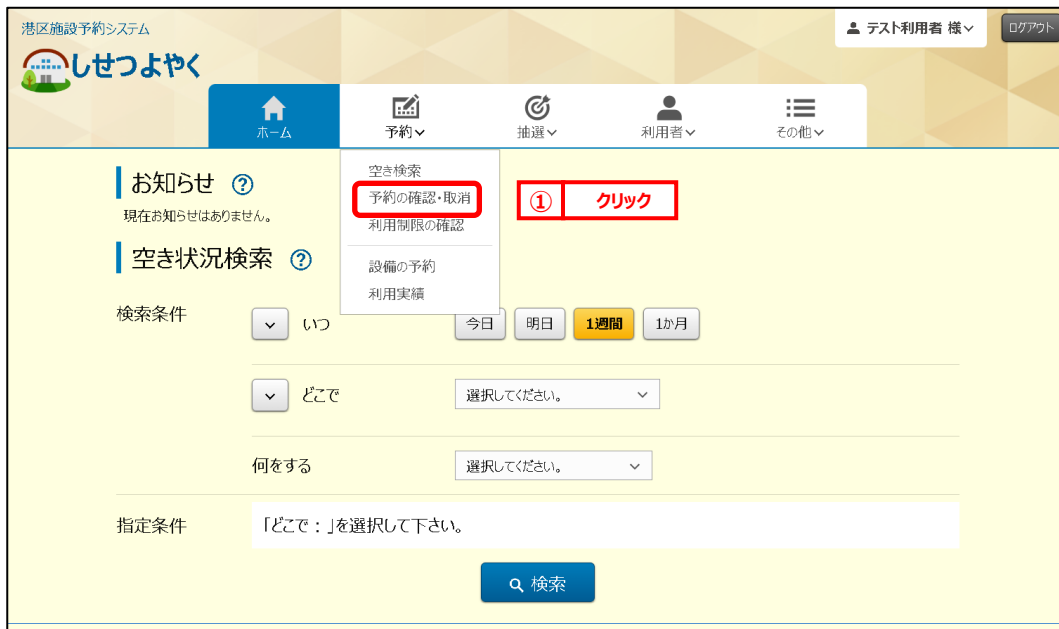 港区施設予約システム
テスト利用者 様
ログアウト
しせつよやく
ホーム
予約
抽選
利用者
その他
お知らせ ?
現在お知らせはありません。
空き検索
予約の確認・取消
利用制限の確認
設備の予約
利用実績
① クリック
空き状況検索 ?
検索条件
いつ
今日 明日 1週間 1か月
どこで
選択してください。
何をする
選択してください。
指定条件
「どこで：」を選択して下さい。
検索